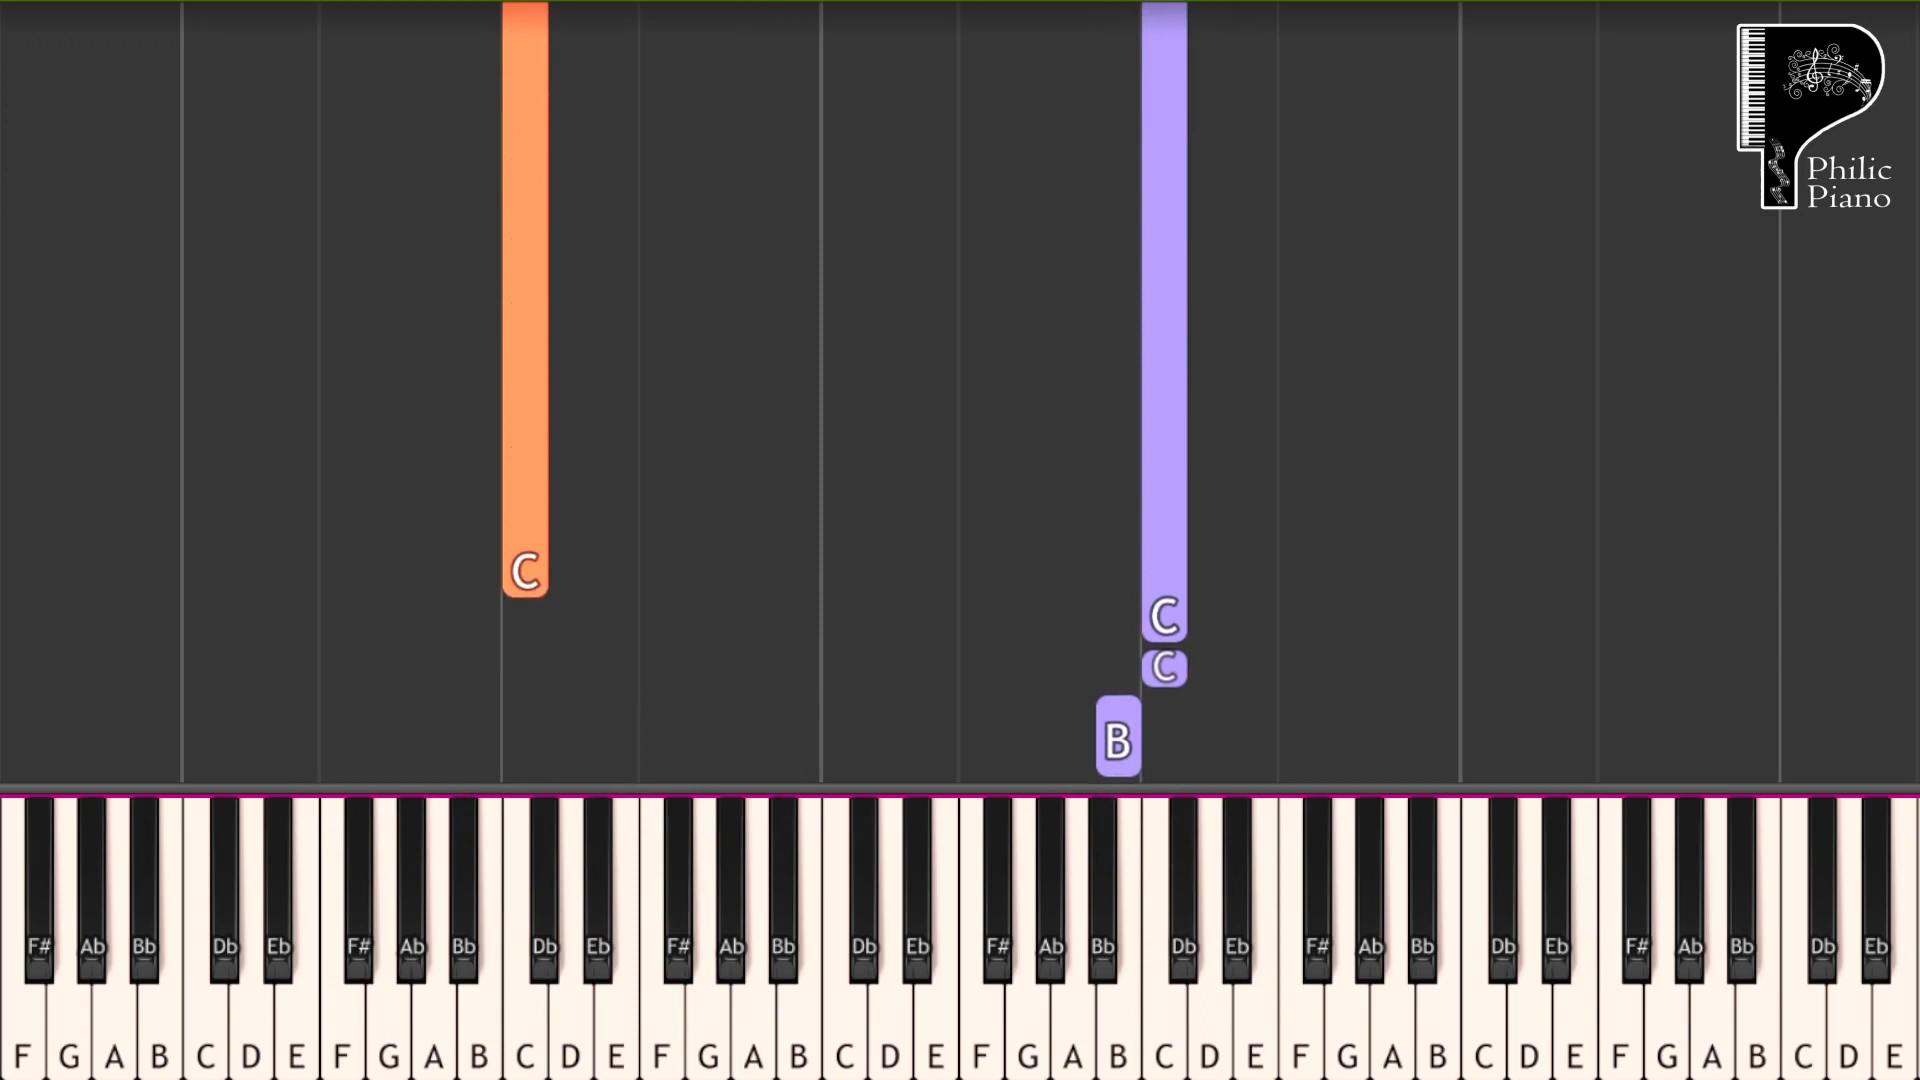 Philic
Piano
C
C
C
B
F# Ab Bb Db Eb F# Ab Bb Db Eb F# Ab Bb Db Eb F# Ab Bb Db Eb F# Ab Bb Db Eb F# Ab Bb Db Eb
F G A B C D E F G A B C D E F G A B C D E F G A B C D E F G A B C D E F G A B C D E